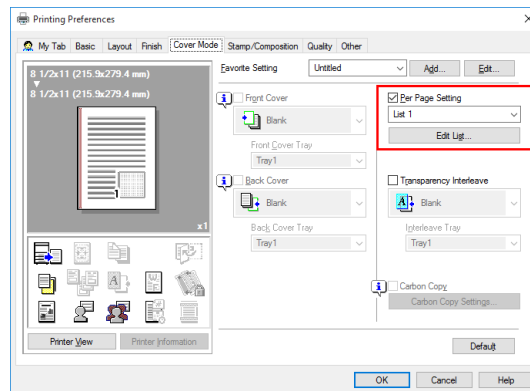 Printing Preferences
My Tab Basic Layout Finish Cover Mode Stamp/Composition Quality Other
8 1/2x11 (215.9x279.4 mm)
8 1/2x11 (215.9x279.4 mm)
1
x1
Printer View Printer Information
Favorite Setting Untitled Add... Edit...
Front Cover
Blank
Front Cover Tray
Tray1
Back Cover
Blank
Back Cover Tray
Tray1
Per Page Setting
List 1
Edit List...
Transparency Interleave
Blank
Interleave Tray
Tray1
Carbon Copy
Carbon Copy Settings...
Default
OK Cancel Help